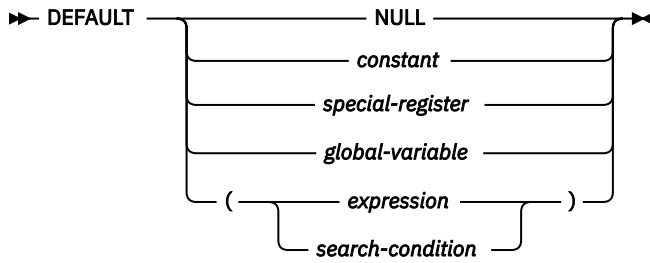 DEFAULT NULL
constant
special-register
global-variable
( expression )
search-condition